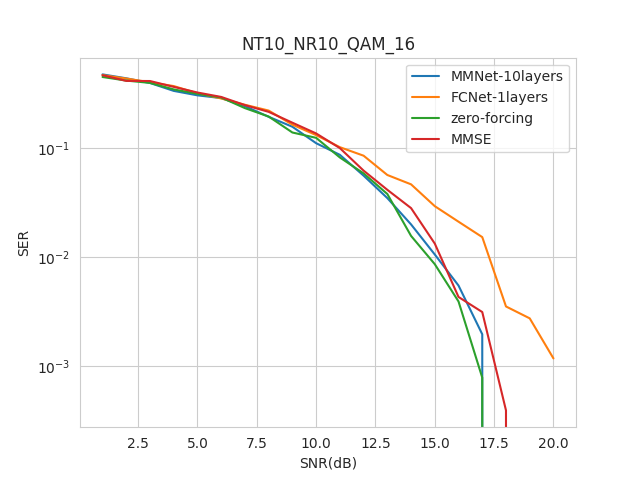 NT10_NR10_QAM_16
MMNet-10layers
FCNet-1layers
zero-forcing
MMSE
SER
10⁻¹
10⁻²
10⁻³
2.5 5.0 7.5 10.0 12.5 15.0 17.5 20.0
SNR(dB)